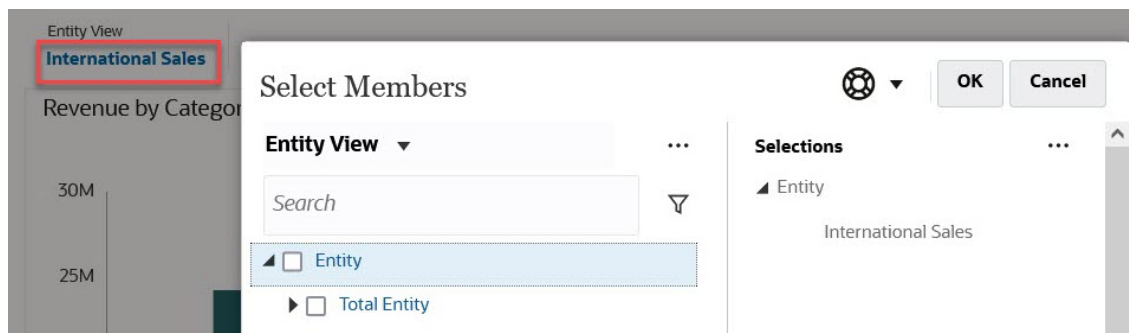 Entity View
International Sales
Revenue by Categor
30M
25M
Select Members
OK
Cancel
Entity View
Search
Selections
Entity
International Sales
Entity
Total Entity